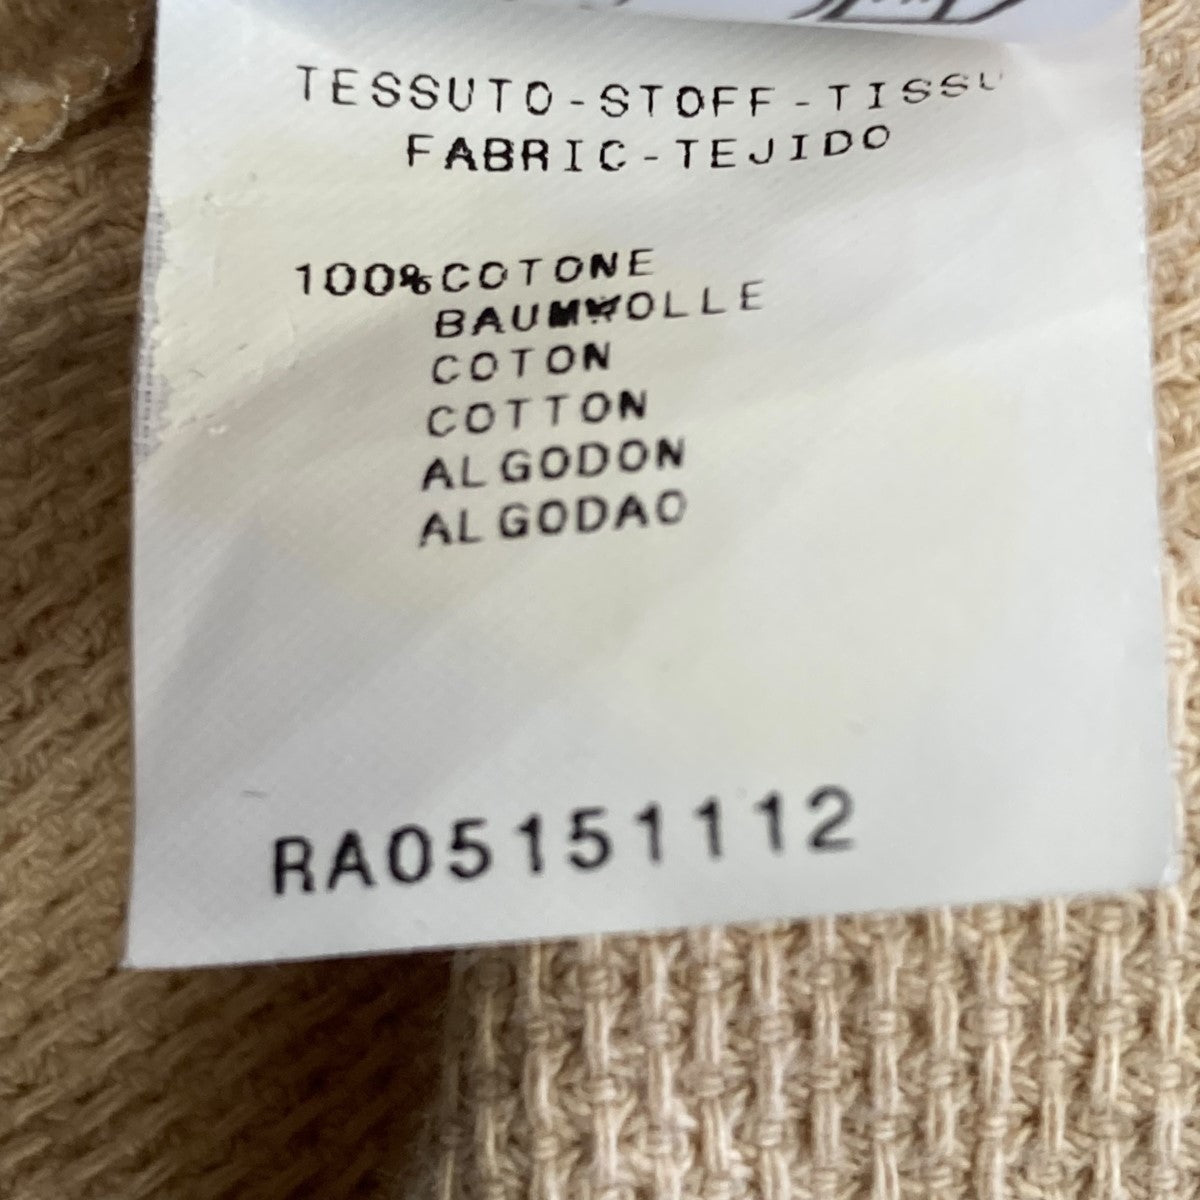 TESSUTO-STOFF-TISSU
FABRIC-TEJIDO
100%COTONE
BAUMWOLLE
COTON
COTTON
ALGODON
ALGODAO
RA05151112